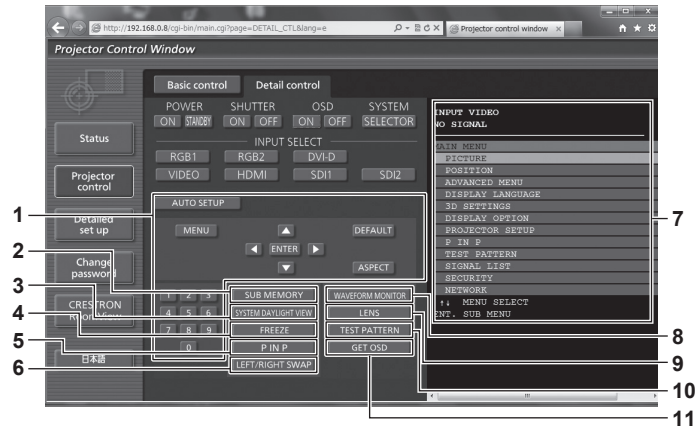 http://192.168.0.8/cgi-bin/main.cgi?page=DETAIL_CTL&lang=e
Projector control window
Projector Control Window
Basic control Detail control
POWER SHUTTER OSD SYSTEM
ON STANDBY ON OFF ON OFF SELECTOR
INPUT SELECT
RGB1 RGB2 DVI-D
VIDEO HDMI SDI1 SDI2
AUTO SETUP
MENU DEFAULT
ENTER
ASPECT
1 2 3 SUB MEMORY WAVEFORM MONITOR
4 5 6 SYSTEM DAYLIGHT VIEW LENS
7 8 9 FREEZE TEST PATTERN
0 P IN P GET OSD
LEFT/RIGHT SWAP
Status
Projector
control
Detailed
set up
Change
password
CRESTRON
Room View
日本語
INPUT VIDEO
NO SIGNAL
MAIN MENU
PICTURE
POSITION
ADVANCED MENU
DISPLAY LANGUAGE
3D SETTINGS
DISPLAY OPTION
PROJECTOR SETUP
P IN P
TEST PATTERN
SIGNAL LIST
SECURITY
NETWORK
↑↓ MENU SELECT
ENT. SUB MENU
1
2
3
4
5
6
7
8
9
10
11